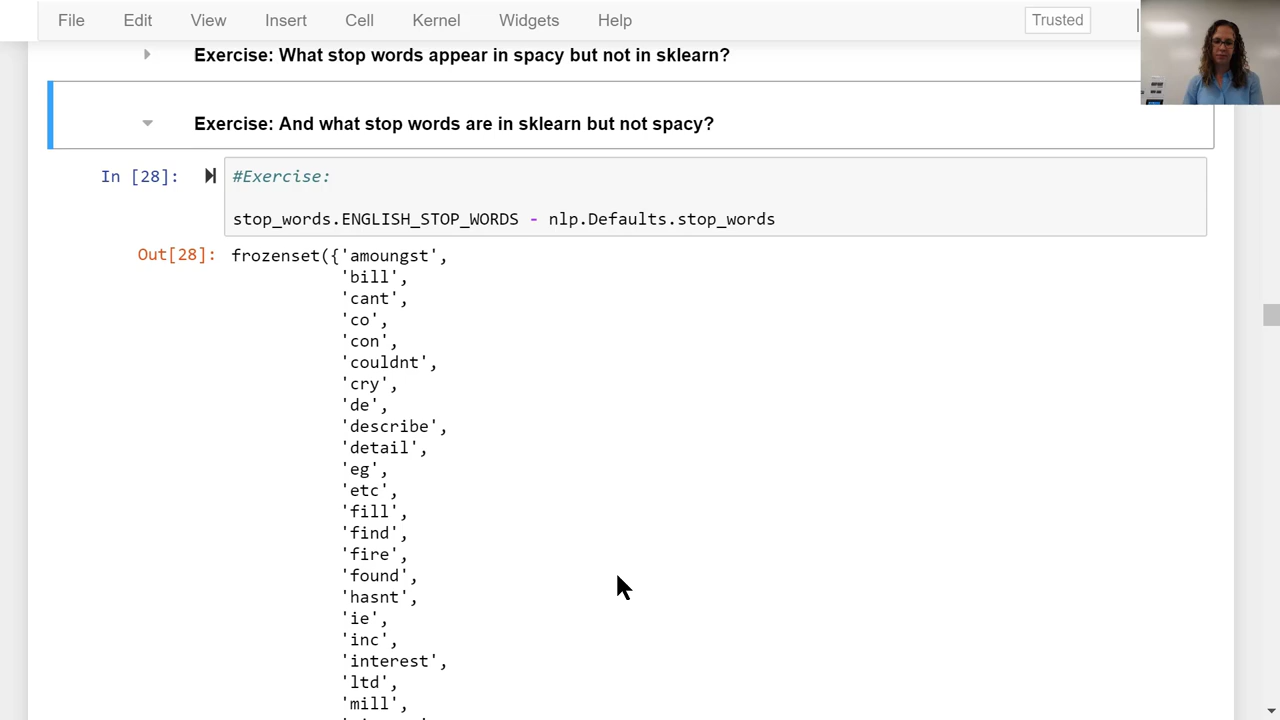 File Edit View Insert Cell Kernel Widgets Help Trusted
Exercise: What stop words appear in spacy but not in sklearn?
Exercise: And what stop words are in sklearn but not spacy?
In [28]: #Exercise:
stop_words.ENGLISH_STOP_WORDS - nlp.Defaults.stop_words
Out[28]: frozenset({'amoungst',
'bill',
'cant',
'co',
'con',
'couldnt',
'cry',
'de',
'describe',
'detail',
'eg',
'etc',
'fill',
'find',
'fire',
'found',
'hasnt',
'ie',
'inc',
'interest',
'ltd',
'mill',